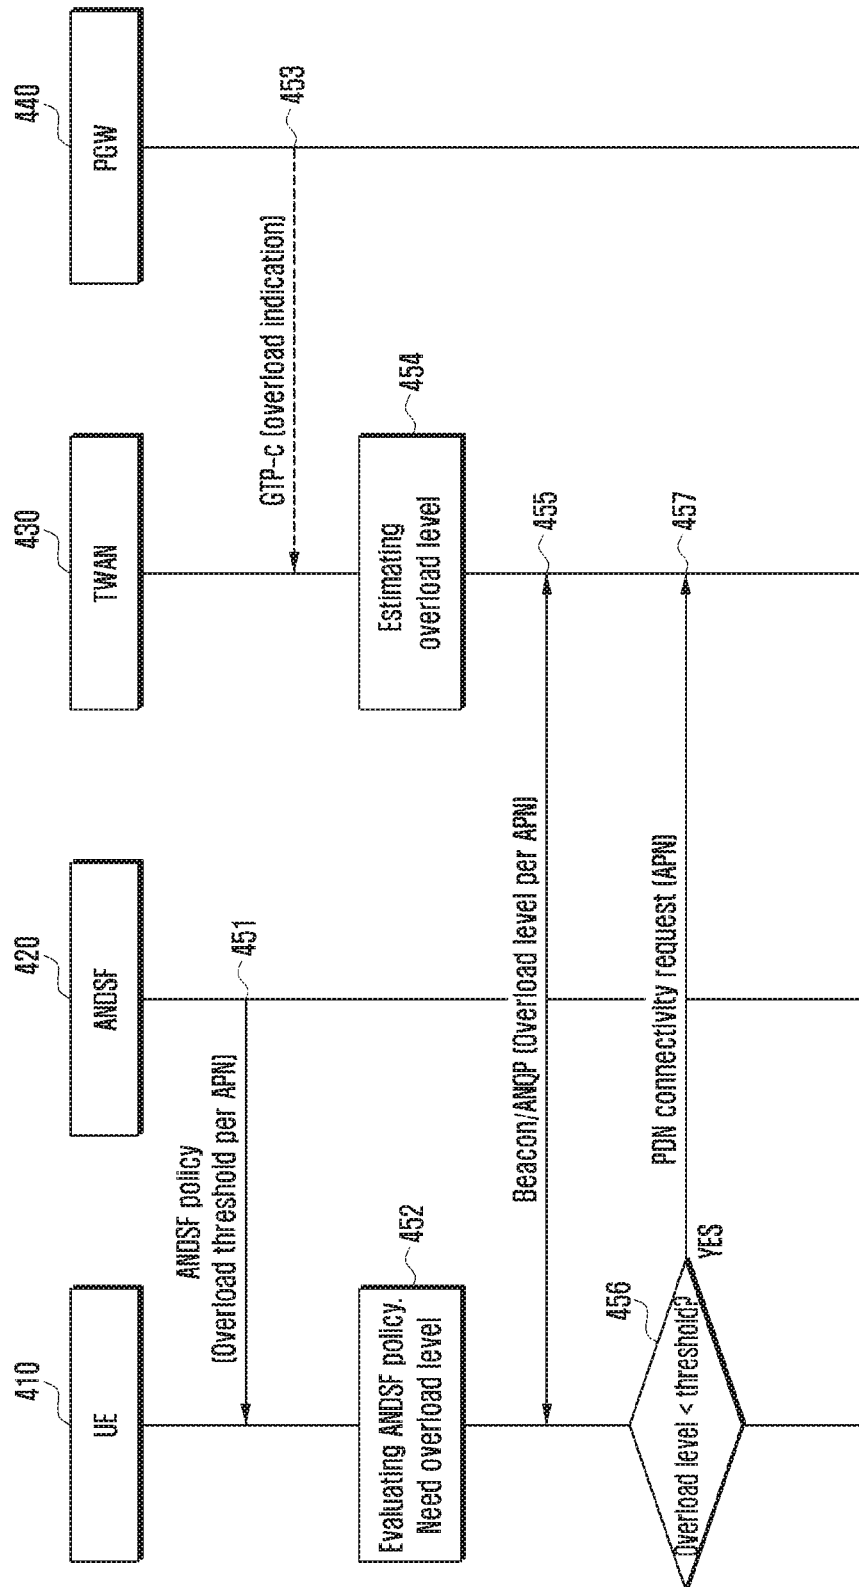 410
UE
420
ANDSF
430
TWAN
440
PGW
ANDSF policy
(Overload threshold per APN)
451
Evaluating ANDSF policy.
Need overload level
452
GTP-c (overload indication)
453
Estimating
overload level
454
Beacon/ANQP (Overload level per APN)
455
Overload level < threshold?
456
YES
PDN connectivity request (APN)
457